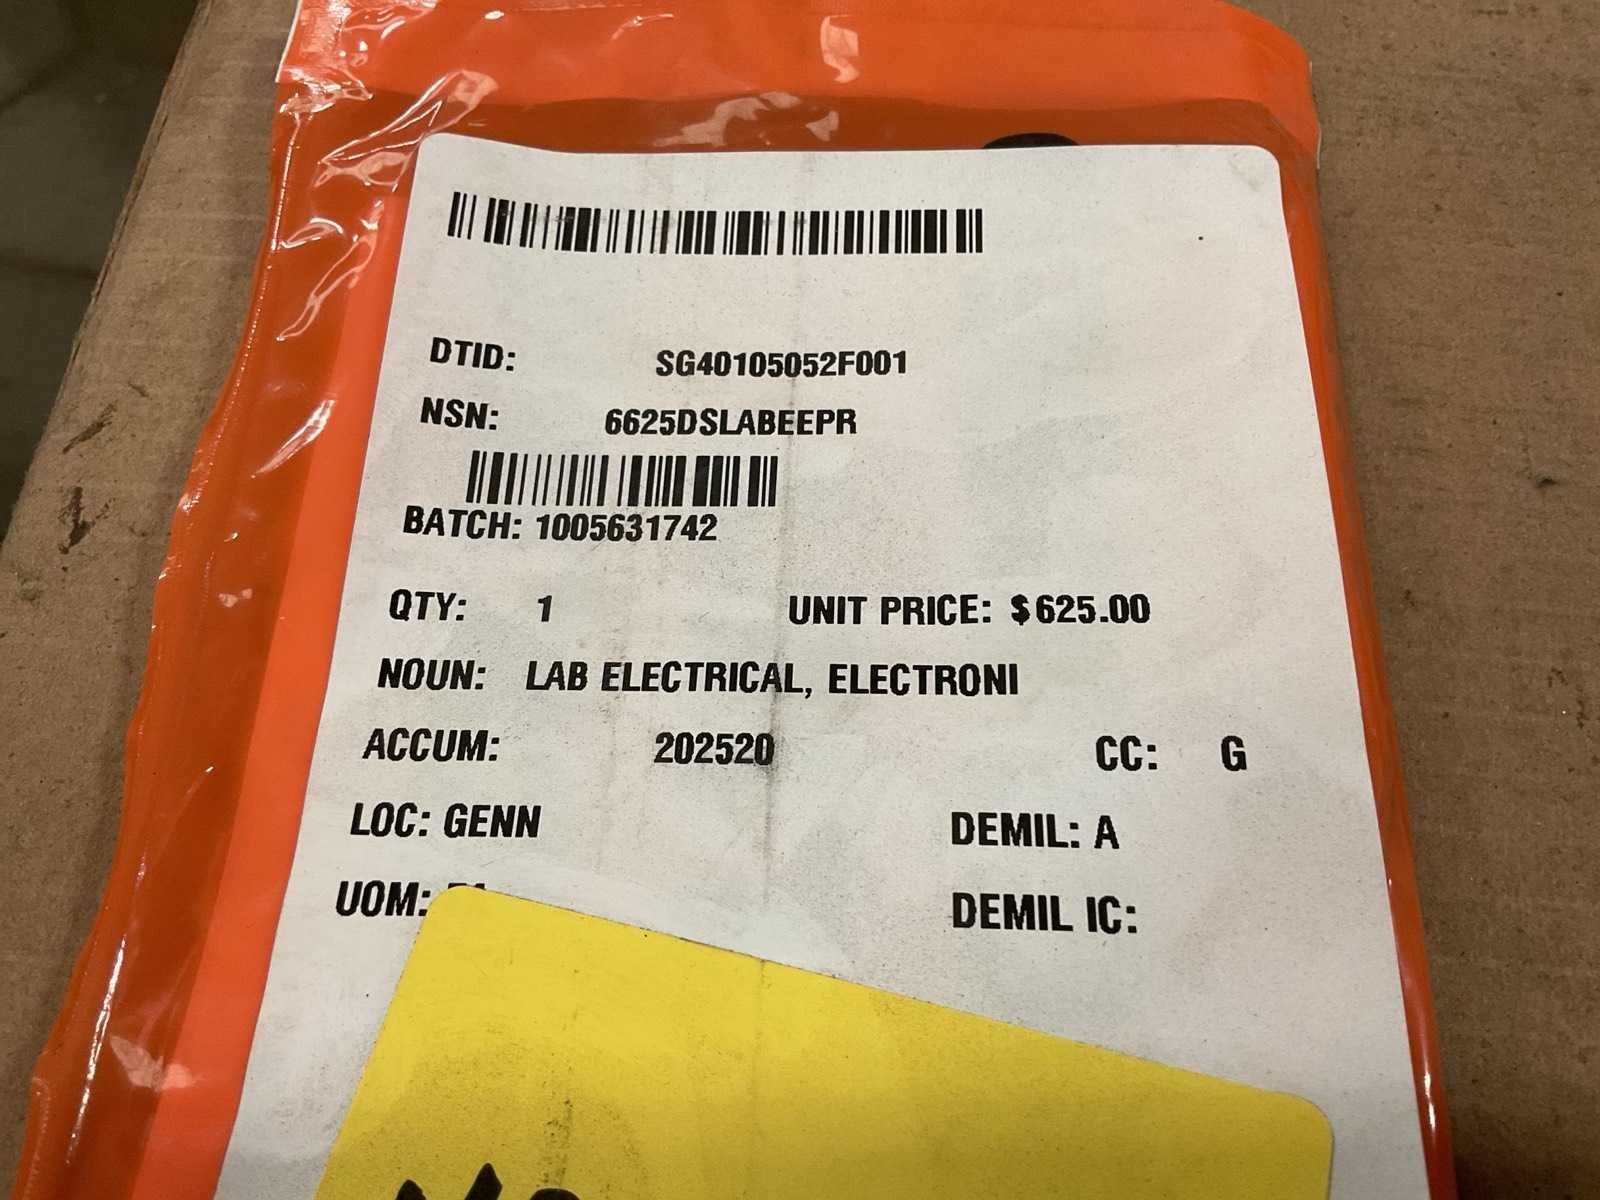 DTID: SG40105052F001
NSN: 6625DSLABEEPR
BATCH: 1005631742
QTY: 1 UNIT PRICE: $625.00
NOUN: LAB ELECTRICAL, ELECTRONI
ACCUM: 202520 CC: G
LOC: GENN DEMIL: A
UOM: DEMIL IC: